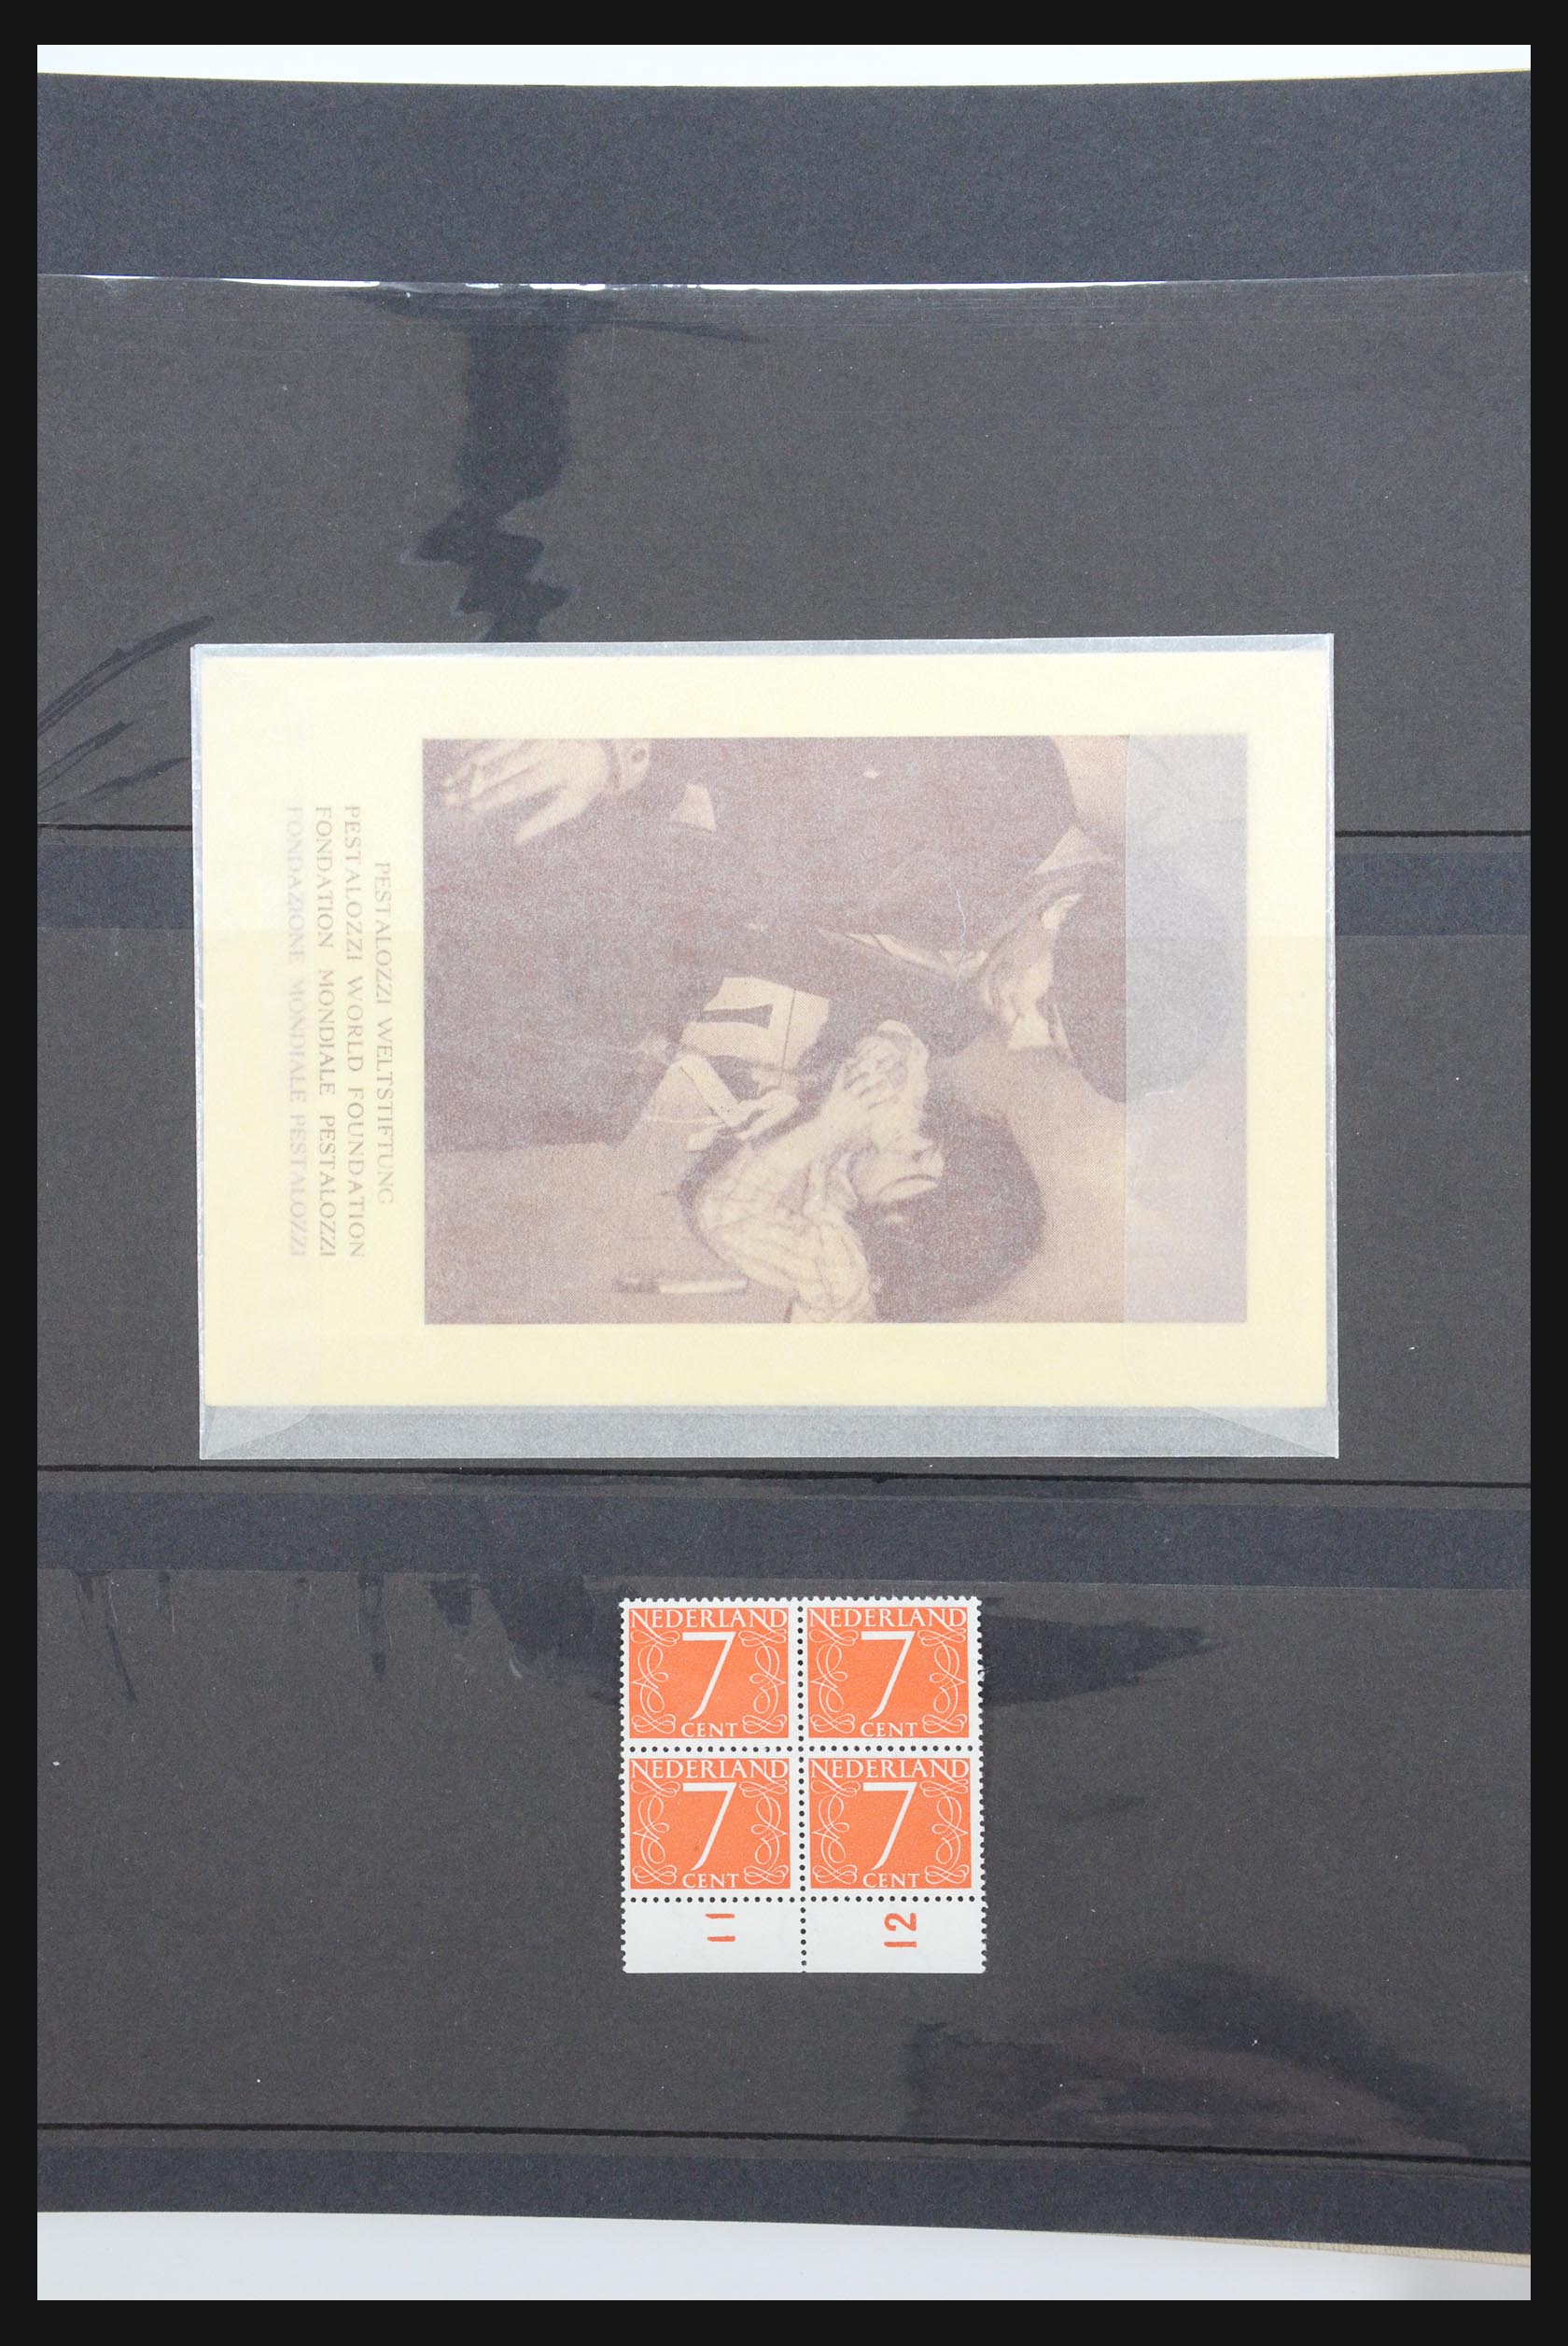 PESTALOZZI WELTSTIFTUNG
PESTALOZZI WORLD FOUNDATION
FONDATION MONDIALE PESTALOZZI
FONDAZIONE MONDIALE PESTALOZZI
NEDERLAND
7
CENT
NEDERLAND
7
CENT
NEDERLAND
7
CENT
NEDERLAND
7
CENT
11
12